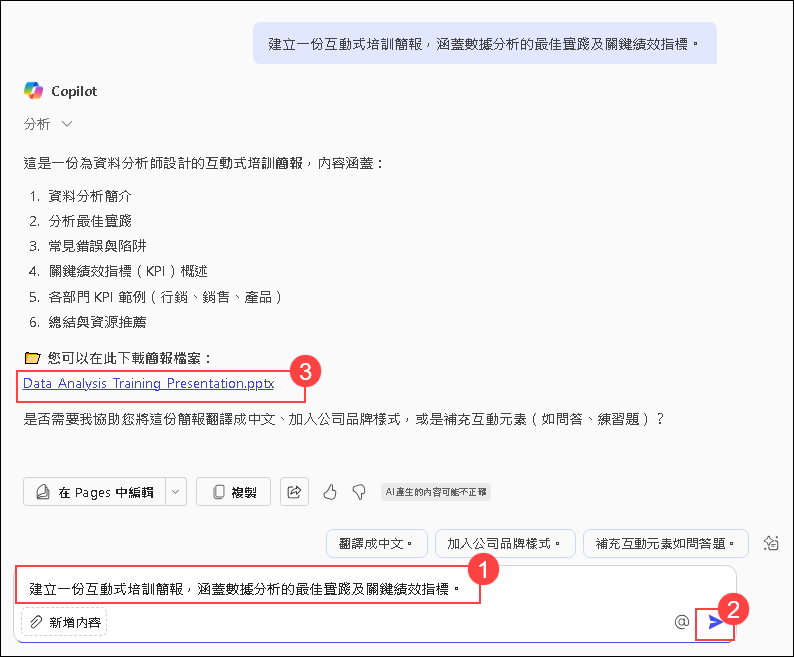 建立一份互動式培訓簡報，涵蓋數據分析的最佳實踐及關鍵績效指標。
Copilot
分析
這是一份為資料分析師設計的互動式培訓簡報，內容涵蓋：
1. 資料分析簡介
2. 分析最佳實踐
3. 常見錯誤與陷阱
4. 關鍵績效指標（KPI）概述
5. 各部門 KPI 範例（行銷、銷售、產品）
6. 總結與資源推薦
您可以在此下載簡報檔案：
3
Data Analysis Training Presentation.pptx
是否需要我協助您將這份簡報翻譯成中文、加入公司品牌樣式，或是補充互動元素（如問答、練習題）？
在 Pages 中編輯 複製 AI產生的內容可能不正確
翻譯成中文。 加入公司品牌樣式。 補充互動元素如問答題。
1
建立一份互動式培訓簡報，涵蓋數據分析的最佳實踐及關鍵績效指標。
2
新增內容 @